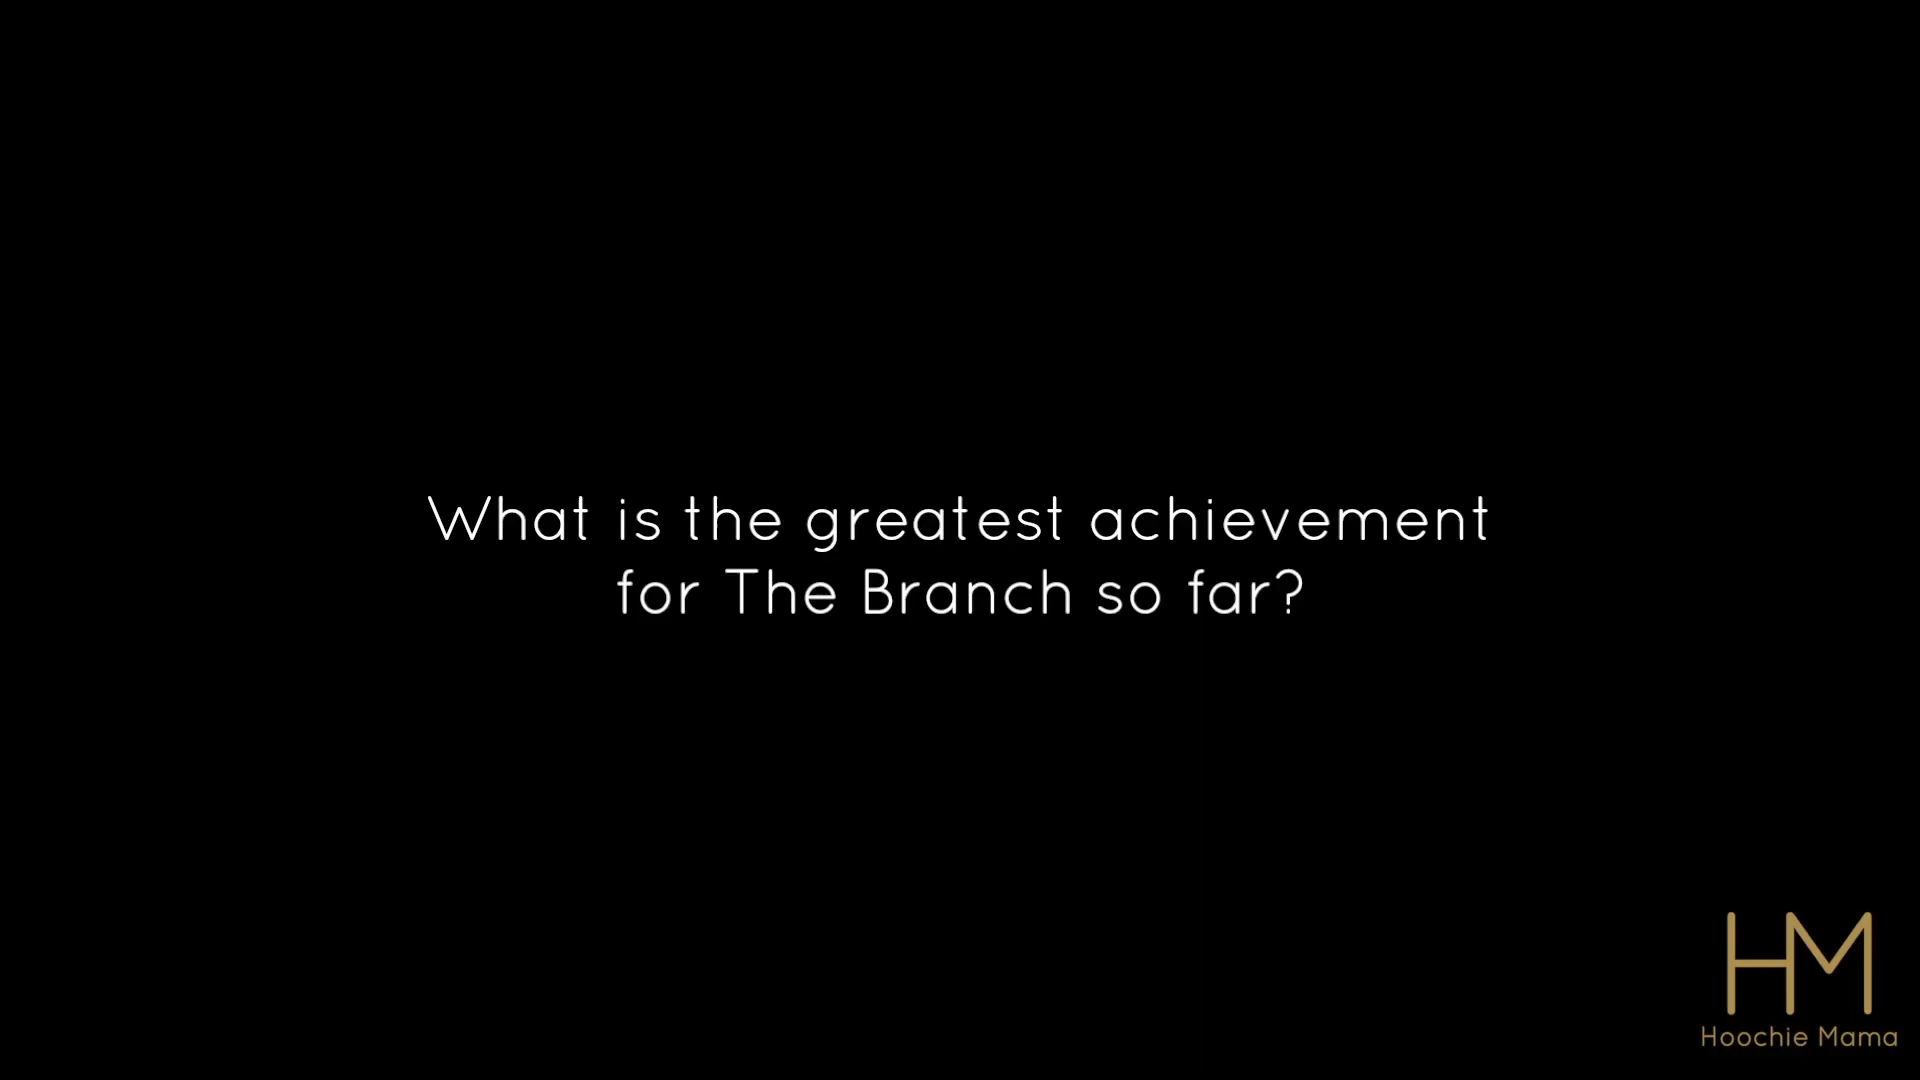 What is the greatest achievement
for The Branch so far?
HM
Hoochie Mama